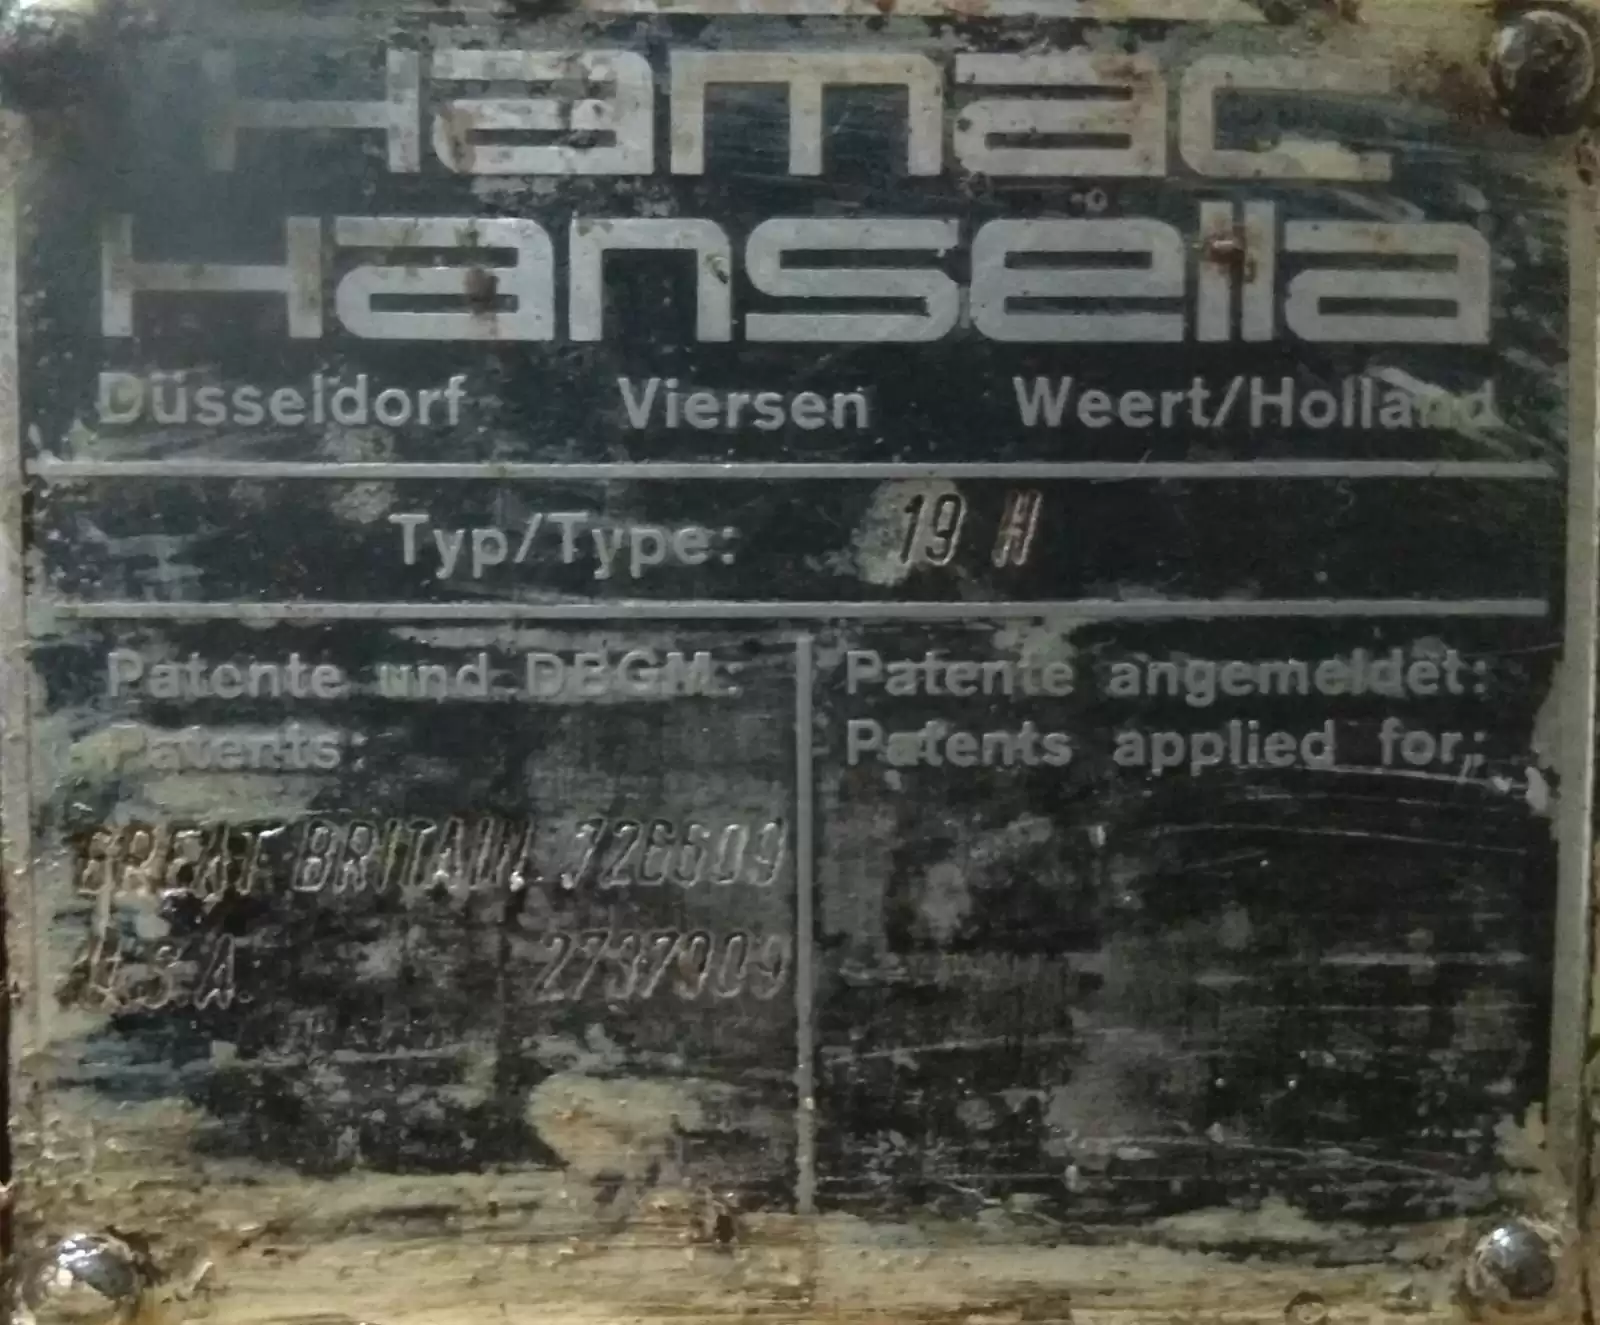 Hamac
Hansella
Düsseldorf Viersen Weert/Holland
Typ/Type: 19 H
Patente und DBGM:
Patents:
GREAT BRITAIN 726609
U.S.A. 2737909
Patente angemeldet:
Patents applied for: